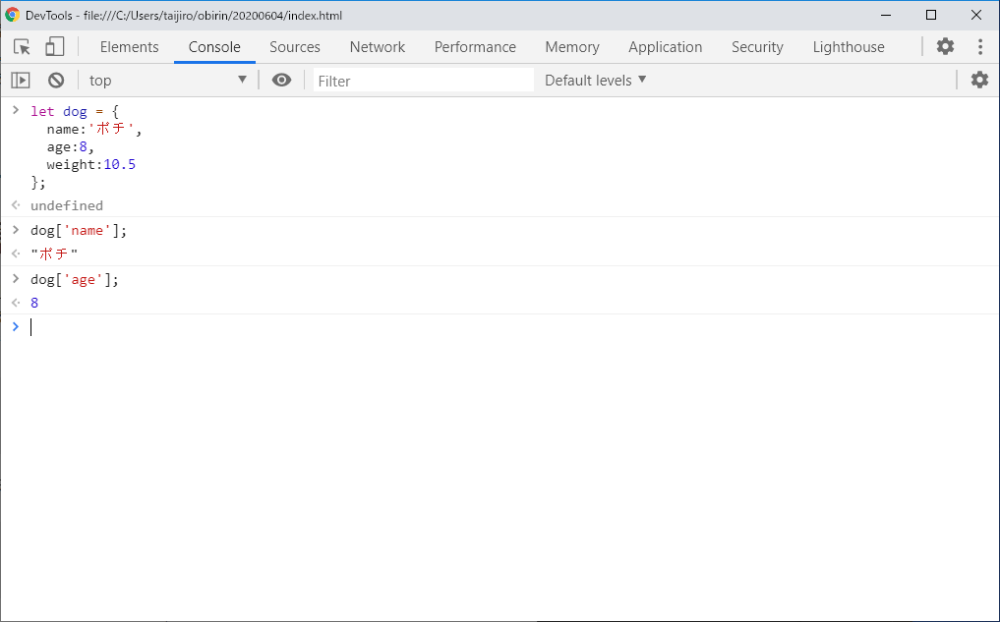 DevTools - file:///C:/Users/taijiro/obirin/20200604/index.html
Elements Console Sources Network Performance Memory Application Security Lighthouse
top Filter Default levels
let dog = {
  name:'ポチ',
  age:8,
  weight:10.5
};
undefined
dog['name'];
"ポチ"
dog['age'];
8